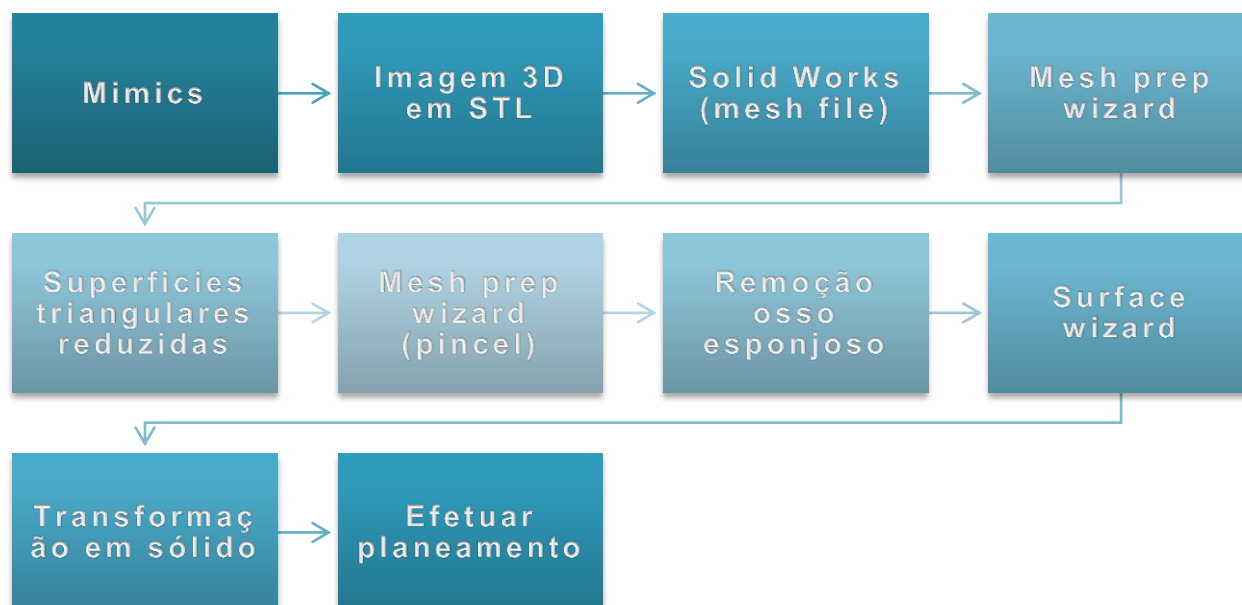 Mimics
Imagem 3D
em STL
Solid Works
(mesh file)
Mesh prep
wizard
Superficies
triangulares
reduzidas
Mesh prep
wizard
(pincel)
Remoção
osso
esponjoso
Surface
wizard
Transformaç
ão em sólido
Efetuar
planeamento